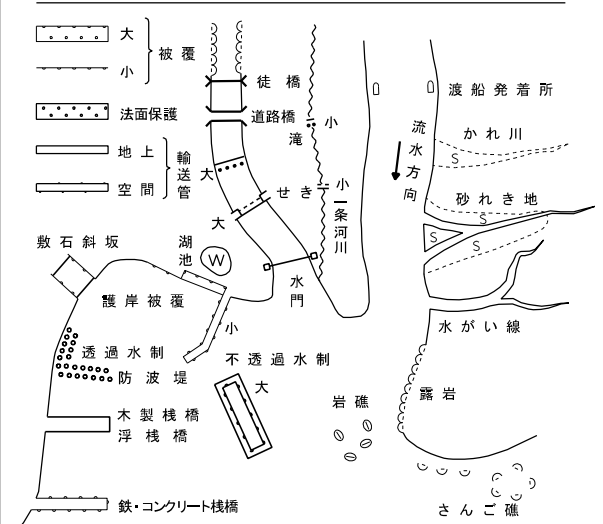 大
小
被覆
法面保護
地上
空間
輸送管
徒橋
道路橋
小
滝
大
せき
小
大
一条河川
水門
湖池
W
敷石斜坂
護岸被覆
小
透過水制
防波堤
不透過水制
大
木製桟橋
浮桟橋
鉄・コンクリート桟橋
渡船発着所
流水方向
かれ川
S
砂れき地
S
S
S
水がい線
露岩
岩礁
さんご礁